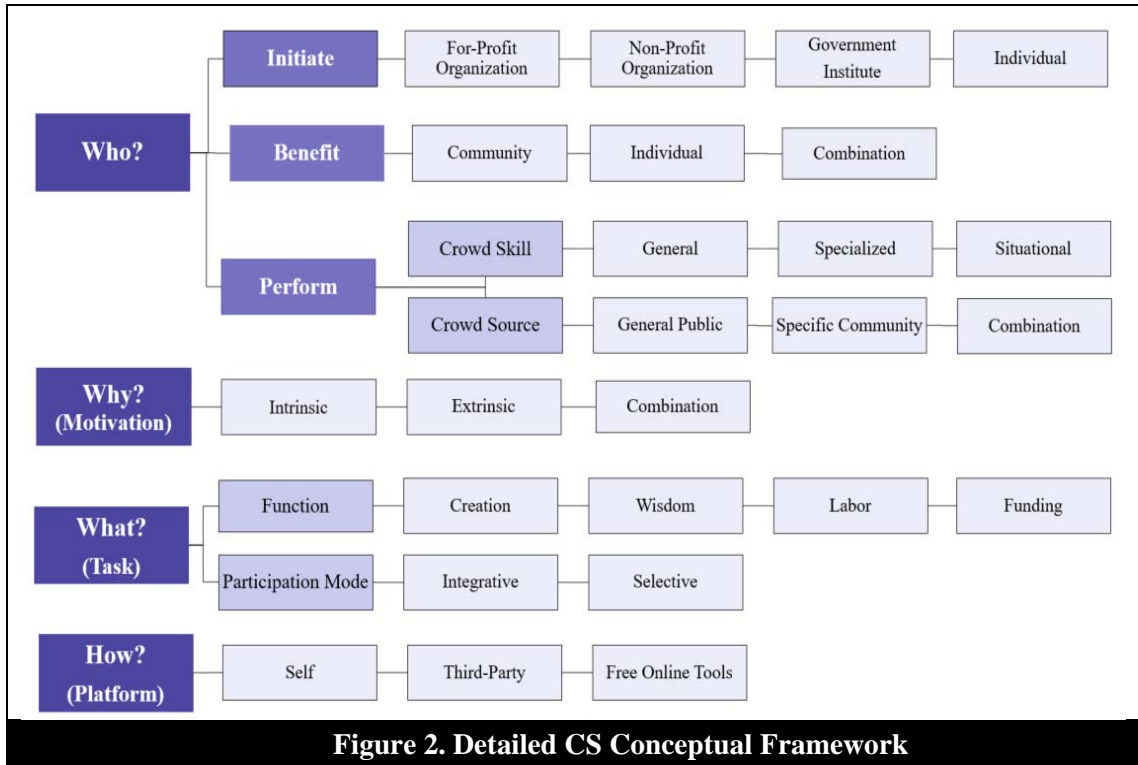 Initiate
For-Profit
Organization
Non-Profit
Organization
Government
Institute
Individual
Who?
Benefit
Community
Individual
Combination
Perform
Crowd Skill
General
Specialized
Situational
Crowd Source
General Public
Specific Community
Combination
Why?
(Motivation)
Intrinsic
Extrinsic
Combination
What?
(Task)
Function
Creation
Wisdom
Labor
Funding
Participation Mode
Integrative
Selective
How?
(Platform)
Self
Third-Party
Free Online Tools
Figure 2. Detailed CS Conceptual Framework